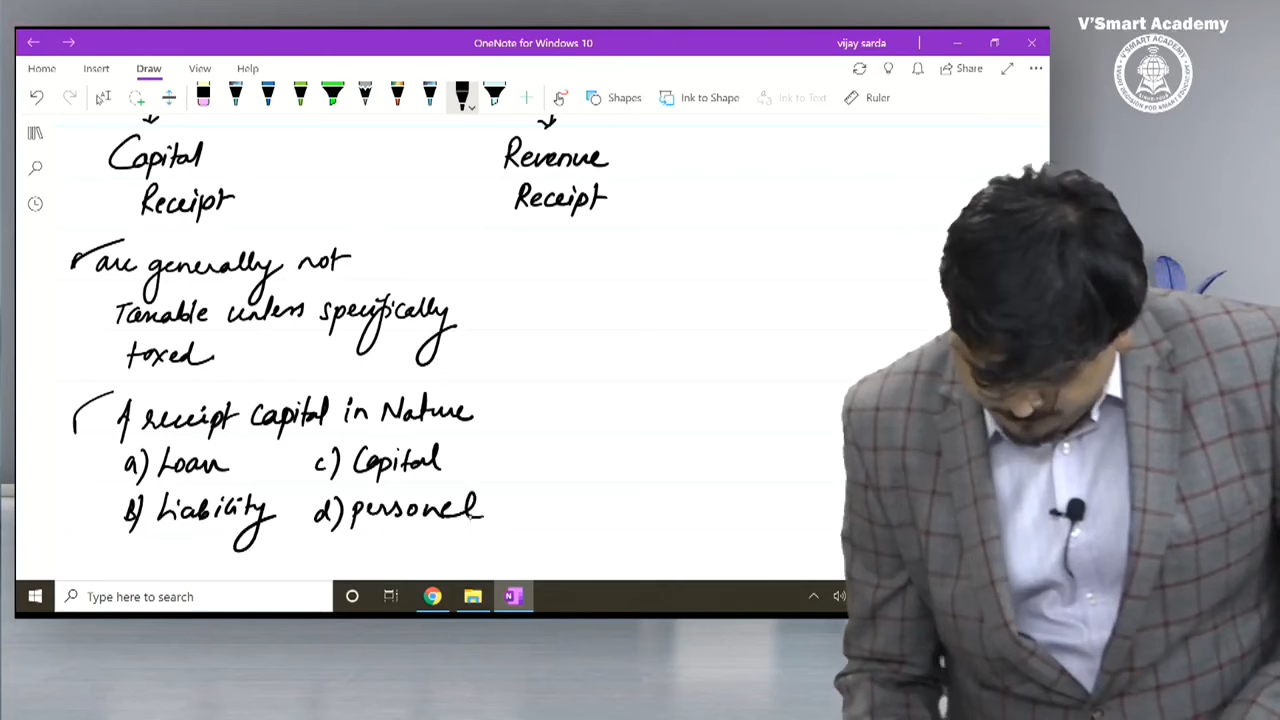 V'Smart Academy
OneNote for Windows 10
vijay sarda
Home Insert Draw View Help
Share
Shapes
Ink to Shape
Ink to Text
Ruler
Capital
Receipt
Revenue
Receipt
are generally not
Taxable unless specifically
taxed
A receipt capital in Nature
a) Loan c) Capital
B) Liability d) personel
Type here to search